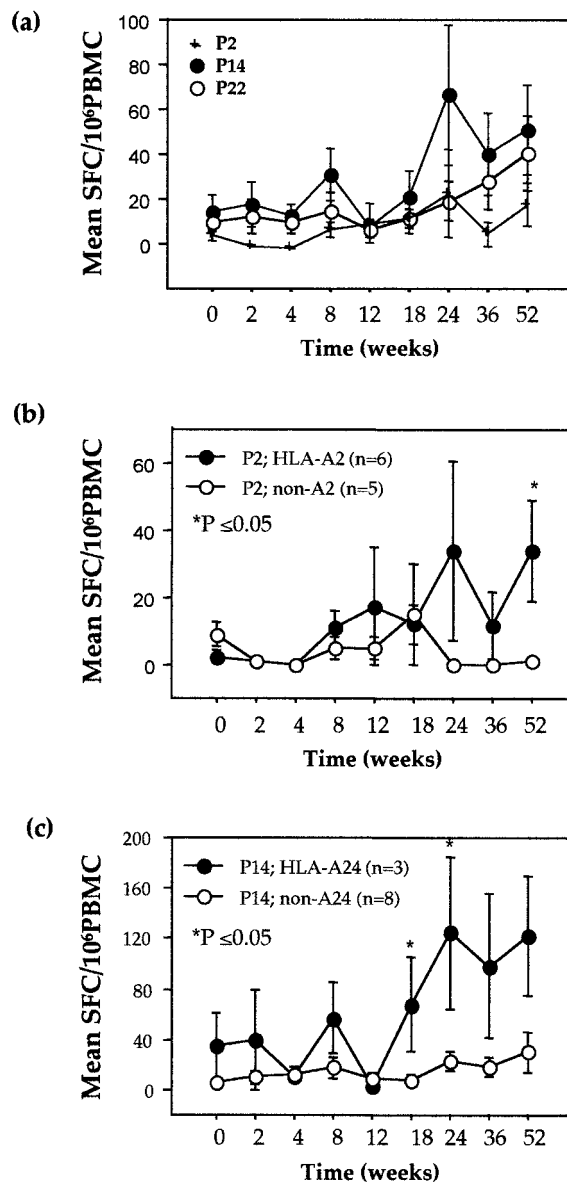 (a)
P2
P14
P22
Mean SFC/10⁶PBMC
100
80
60
40
20
0
0 2 4 8 12 18 24 36 52
Time (weeks)
(b)
P2; HLA-A2 (n=6)
P2; non-A2 (n=5)
*P ≤0.05
*
Mean SFC/10⁶PBMC
60
40
20
0
0 2 4 8 12 18 24 36 52
Time (weeks)
(c)
P14; HLA-A24 (n=3)
P14; non-A24 (n=8)
*P ≤0.05
*
*
Mean SFC/10⁶PBMC
200
160
120
80
40
0
0 2 4 8 12 18 24 36 52
Time (weeks)